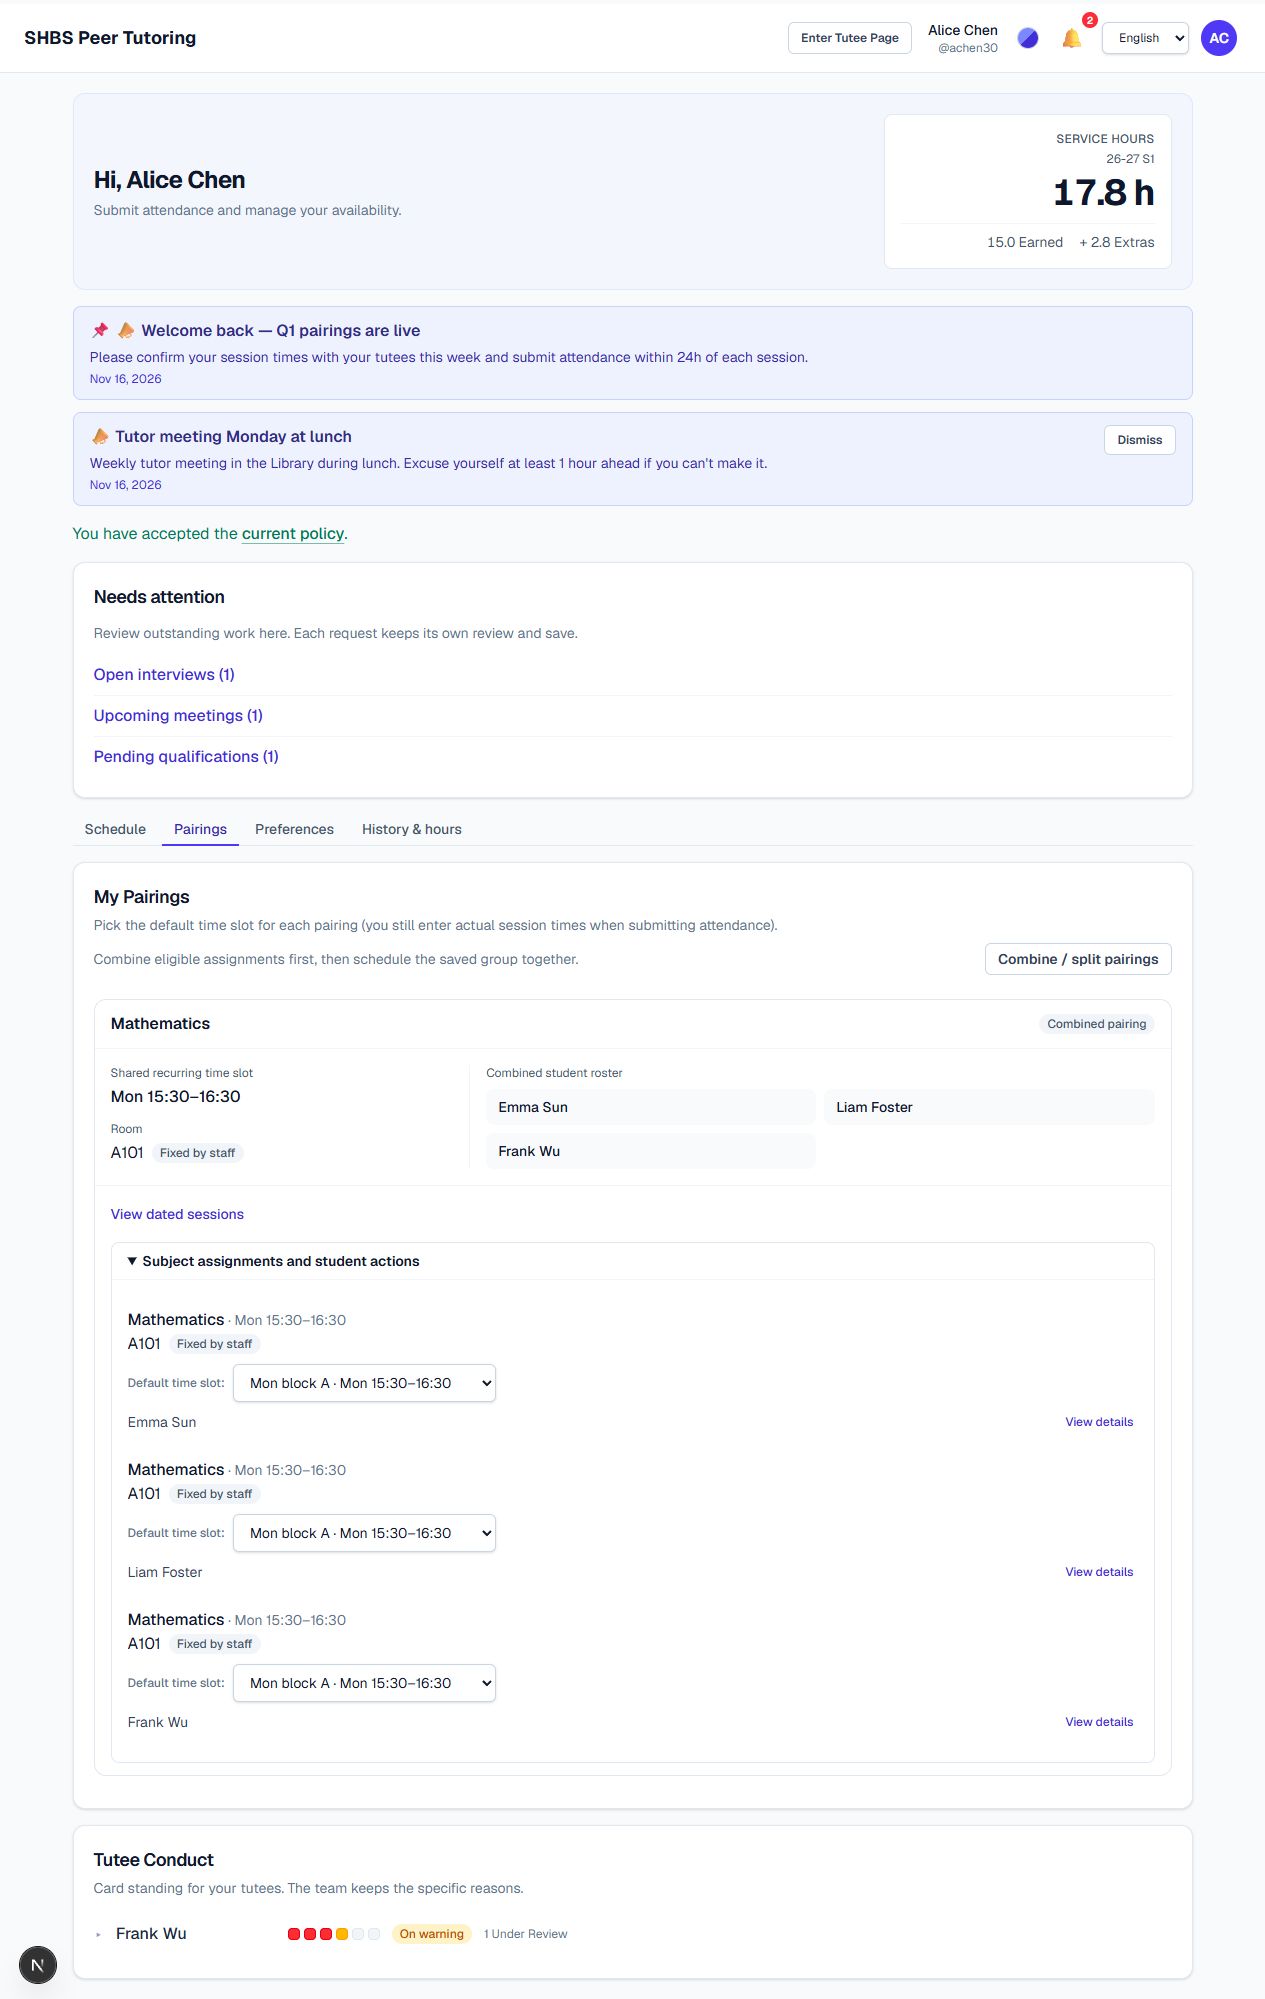 SHBS Peer Tutoring
Enter Tutee Page
Alice Chen
@achen30
2
English
AC
Hi, Alice Chen
Submit attendance and manage your availability.
SERVICE HOURS
26-27 S1
17.8 h
15.0 Earned + 2.8 Extras
Welcome back — Q1 pairings are live
Please confirm your session times with your tutees this week and submit attendance within 24h of each session.
Nov 16, 2026
Tutor meeting Monday at lunch
Dismiss
Weekly tutor meeting in the Library during lunch. Excuse yourself at least 1 hour ahead if you can't make it.
Nov 16, 2026
You have accepted the current policy.
Needs attention
Review outstanding work here. Each request keeps its own review and save.
Open interviews (1)
Upcoming meetings (1)
Pending qualifications (1)
Schedule Pairings Preferences History & hours
My Pairings
Pick the default time slot for each pairing (you still enter actual session times when submitting attendance).
Combine eligible assignments first, then schedule the saved group together.
Combine / split pairings
Mathematics
Combined pairing
Shared recurring time slot
Mon 15:30–16:30
Room
A101 Fixed by staff
Combined student roster
Emma Sun
Liam Foster
Frank Wu
View dated sessions
Subject assignments and student actions
Mathematics · Mon 15:30–16:30
A101 Fixed by staff
Default time slot: Mon block A · Mon 15:30–16:30
Emma Sun
View details
Mathematics · Mon 15:30–16:30
A101 Fixed by staff
Default time slot: Mon block A · Mon 15:30–16:30
Liam Foster
View details
Mathematics · Mon 15:30–16:30
A101 Fixed by staff
Default time slot: Mon block A · Mon 15:30–16:30
Frank Wu
View details
Tutee Conduct
Card standing for your tutees. The team keeps the specific reasons.
Frank Wu
On warning
1 Under Review
N